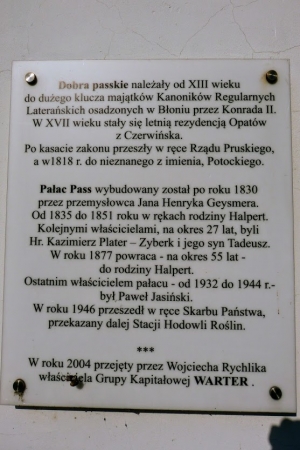 Dobra passkie należały od XIII wieku
do dużego klucza majątków Kanoników Regularnych
Laterańskich osadzonych w Błoniu przez Konrada II.
W XVII wieku stały się letnią rezydencją Opatów
z Czerwińska.
Po kasacie zakonu przeszły w ręce Rządu Pruskiego,
a w1818 r. do nieznanego z imienia, Potockiego.
Pałac Pass wybudowany został po roku 1830
przez przemysłowca Jana Henryka Geysmera.
Od 1835 do 1851 roku w rękach rodziny Halpert.
Kolejnymi właścicielami, na okres 27 lat, byli
Hr. Kazimierz Plater – Zyberk i jego syn Tadeusz.
W roku 1877 powraca - na okres 55 lat -
do rodziny Halpert.
Ostatnim właścicielem pałacu - od 1932 do 1944 r.-
był Paweł Jasiński.
W roku 1946 przeszedł w ręce Skarbu Państwa,
przekazany dalej Stacji Hodowli Roślin.
***
W roku 2004 przejęty przez Wojciecha Rychlika
właściciela Grupy Kapitałowej WARTER .